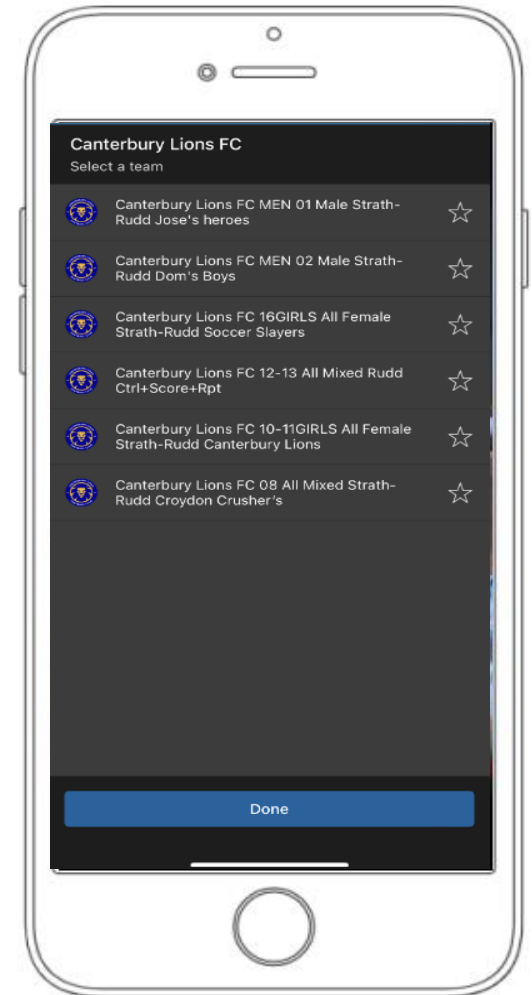 Canterbury Lions FC
Select a team
Canterbury Lions FC MEN 01 Male Strath-
Rudd Jose's heroes
Canterbury Lions FC MEN 02 Male Strath-
Rudd Dom's Boys
Canterbury Lions FC 16GIRLS All Female
Strath-Rudd Soccer Slayers
Canterbury Lions FC 12-13 All Mixed Rudd
Ctrl+Score+Rpt
Canterbury Lions FC 10-11GIRLS All Female
Strath-Rudd Canterbury Lions
Canterbury Lions FC 08 All Mixed Strath-
Rudd Croydon Crusher's
Done